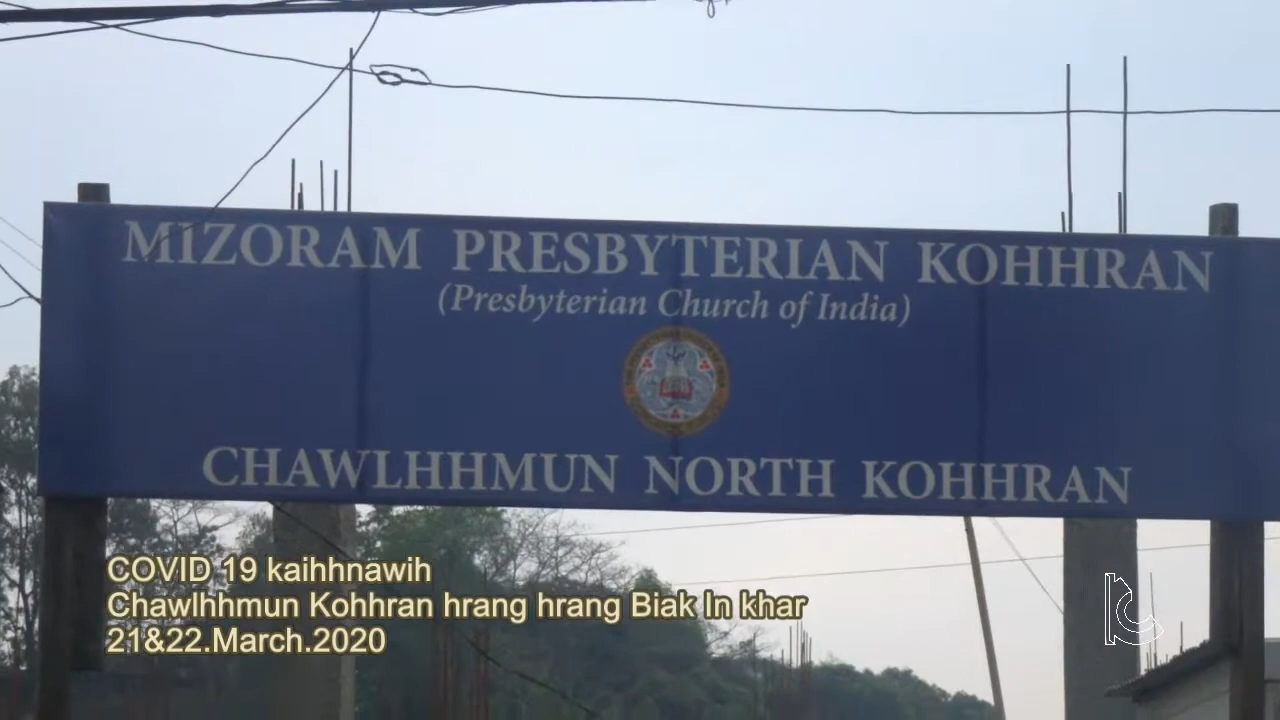 MIZORAM PRESBYTERIAN KOHHRAN
(Presbyterian Church of India)
CHAWLHHMUN NORTH KOHHRAN
COVID 19 kaihhnawih
Chawlhhmun Kohhran hrang hrang Biak In khar
21&22.March.2020